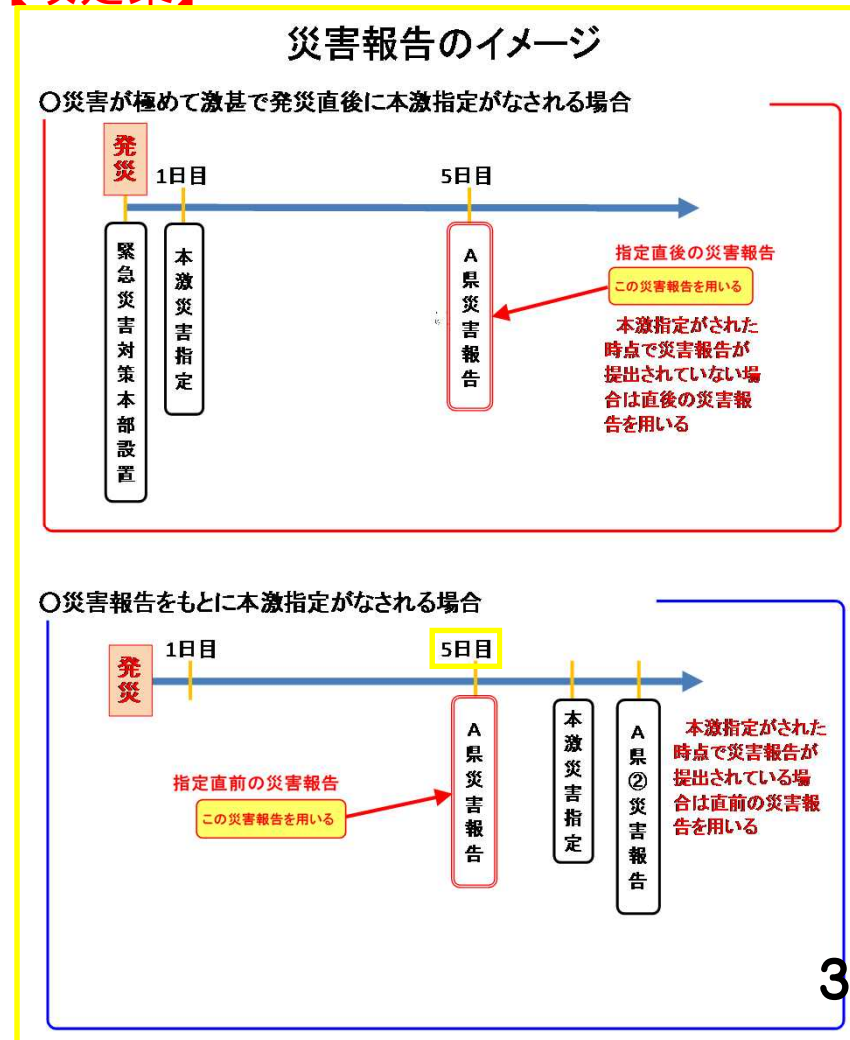 災害報告のイメージ
〇災害が極めて激甚で発災直後に本激指定がなされる場合
発災
1日目
5日目
緊急災害対策本部設置
本激災害指定
A県災害報告
指定直後の災害報告
この災害報告を用いる
本激指定がされた
時点で災害報告が
提出されていない場
合は直後の災害報
告を用いる
〇災害報告をもとに本激指定がなされる場合
発災
1日目
5日目
A県災害報告
本激災害指定
A県②災害報告
指定直前の災害報告
この災害報告を用いる
本激指定がされた
時点で災害報告が
提出されている場
合は直前の災害報
告を用いる
3